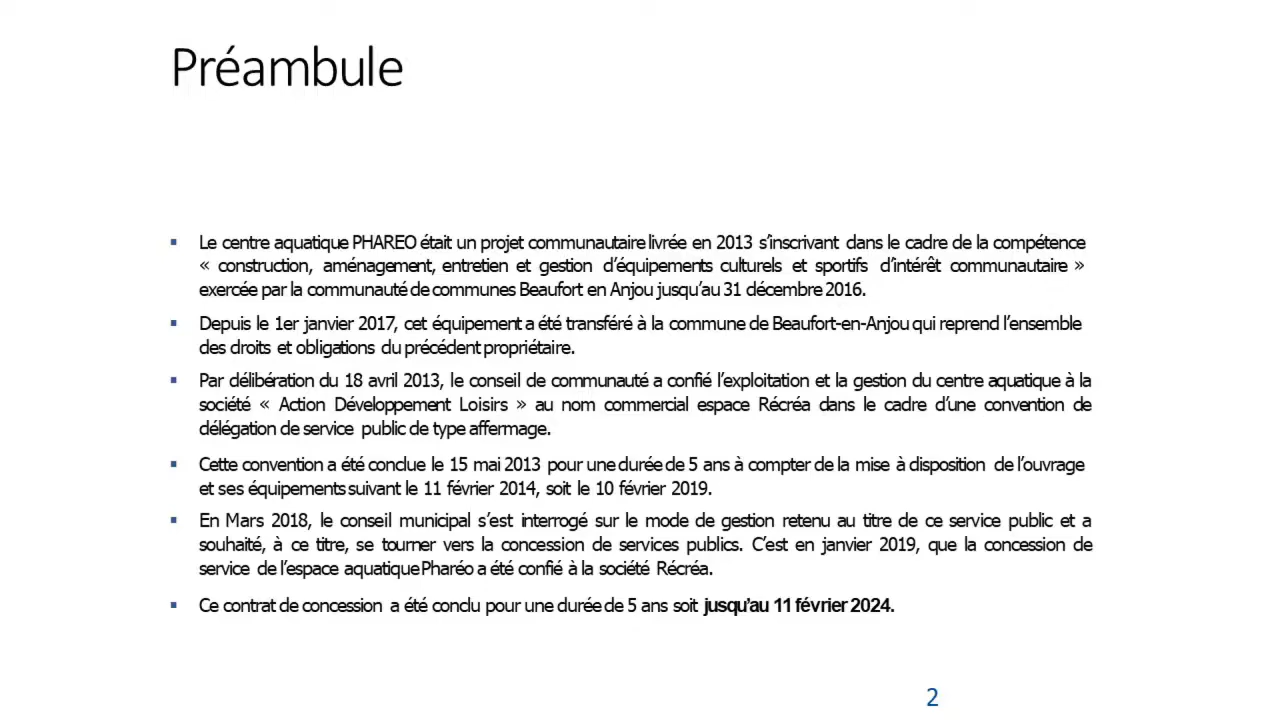 Préambule
▪ Le centre aquatique PHAREO était un projet communautaire livrée en 2013 s’inscrivant dans le cadre de la compétence
« construction, aménagement, entretien et gestion d’équipements culturels et sportifs d’intérêt communautaire »
exercée par la communauté de communes Beaufort en Anjou jusqu’au 31 décembre 2016.
▪ Depuis le 1er janvier 2017, cet équipement a été transféré à la commune de Beaufort-en-Anjou qui reprend l’ensemble
des droits et obligations du précédent propriétaire.
▪ Par délibération du 18 avril 2013, le conseil de communauté a confié l’exploitation et la gestion du centre aquatique à la
société « Action Développement Loisirs » au nom commercial espace Récréa dans le cadre d’une convention de
délégation de service public de type affermage.
▪ Cette convention a été conclue le 15 mai 2013 pour une durée de 5 ans à compter de la mise à disposition de l’ouvrage
et ses équipements suivant le 11 février 2014, soit le 10 février 2019.
▪ En Mars 2018, le conseil municipal s’est interrogé sur le mode de gestion retenu au titre de ce service public et a
souhaité, à ce titre, se tourner vers la concession de services publics. C’est en janvier 2019, que la concession de
service de l’espace aquatique Pharéo a été confié à la société Récréa.
▪ Ce contrat de concession a été conclu pour une durée de 5 ans soit jusqu’au 11 février 2024.
2